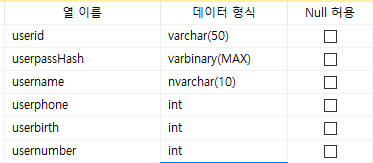 열 이름 데이터 형식 Null 허용
userid varchar(50)
userpassHash varbinary(MAX)
username nvarchar(10)
userphone int
userbirth int
usernumber int